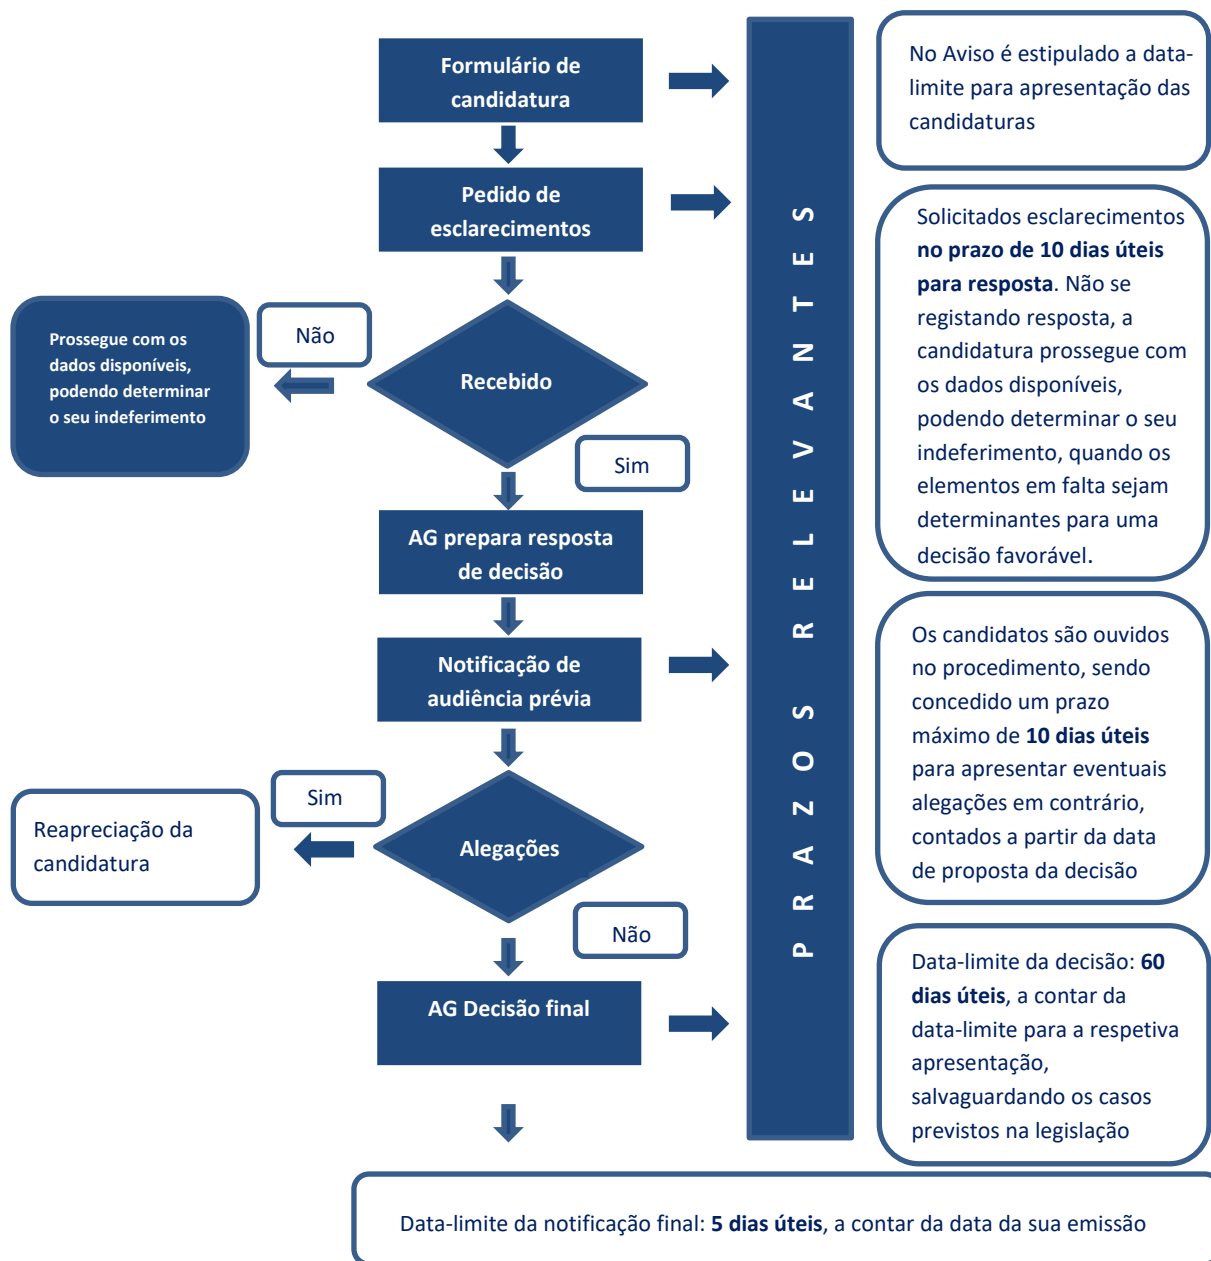 Formulário de
candidatura
No Aviso é estipulado a data-
limite para apresentação das
candidaturas
Pedido de
esclarecimentos
Solicitados esclarecimentos
no prazo de 10 dias úteis
para resposta. Não se
registando resposta, a
candidatura prossegue com
os dados disponíveis,
podendo determinar o seu
indeferimento, quando os
elementos em falta sejam
determinantes para uma
decisão favorável.
Recebido
Não
Prossegue com os
dados disponíveis,
podendo determinar
o seu indeferimento
Sim
AG prepara resposta
de decisão
Notificação de
audiência prévia
Os candidatos são ouvidos
no procedimento, sendo
concedido um prazo
máximo de 10 dias úteis
para apresentar eventuais
alegações em contrário,
contados a partir da data
de proposta da decisão
Alegações
Sim
Reapreciação da
candidatura
Não
AG Decisão final
Data-limite da decisão: 60
dias úteis, a contar da
data-limite para a respetiva
apresentação,
salvaguardando os casos
previstos na legislação
PRAZOS RELEVANTES
Data-limite da notificação final: 5 dias úteis, a contar da data da sua emissão